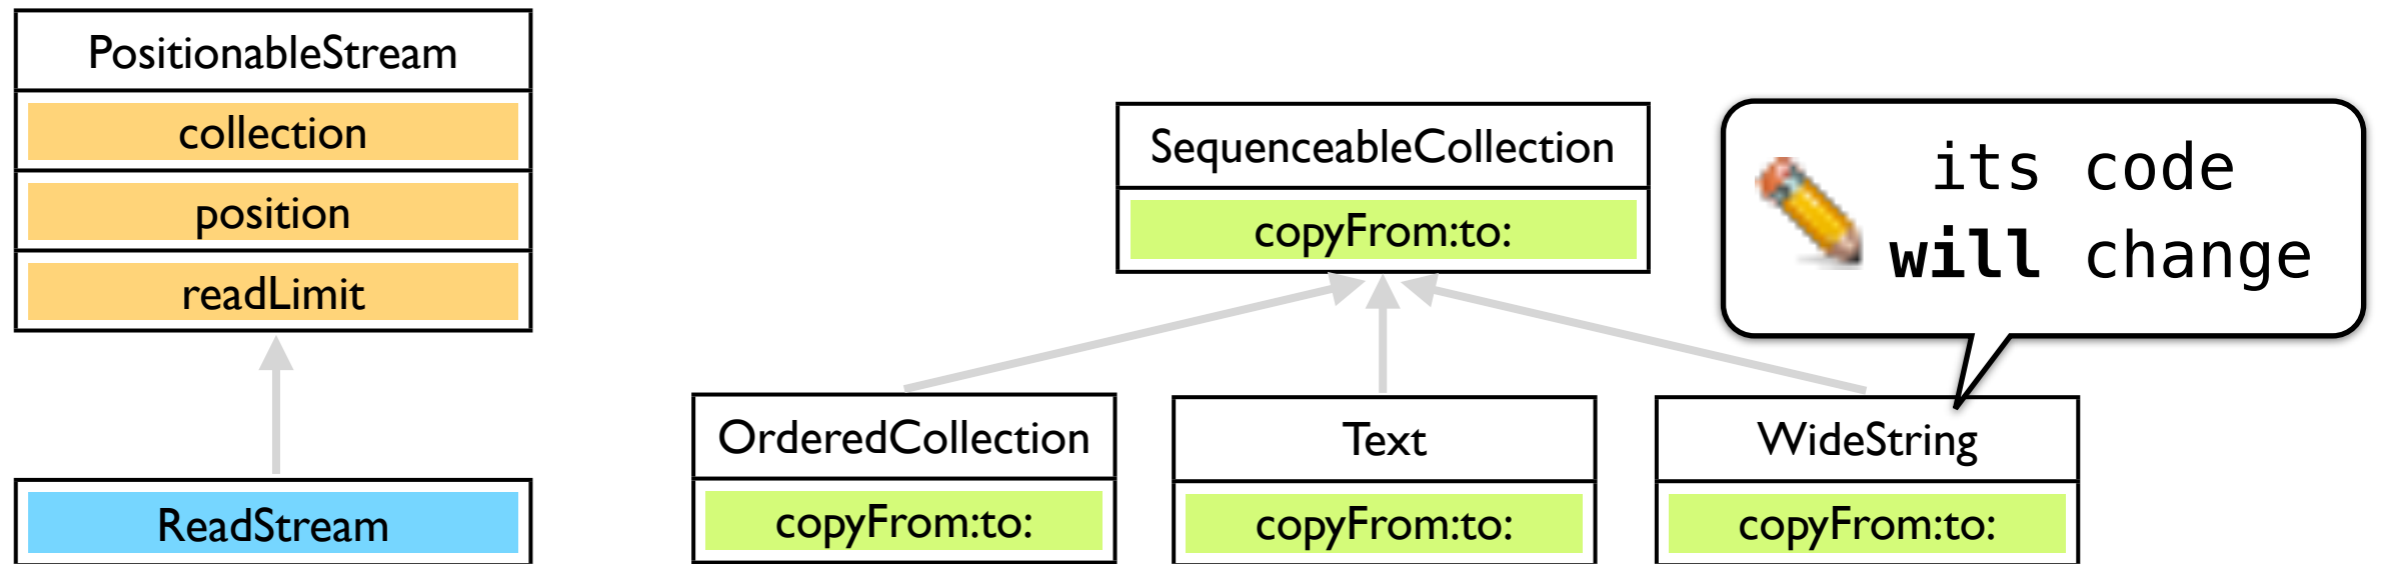 PositionableStream
collection
position
readLimit
ReadStream
SequenceableCollection
copyFrom:to:
OrderedCollection
copyFrom:to:
Text
copyFrom:to:
WideString
copyFrom:to:
its code
will change